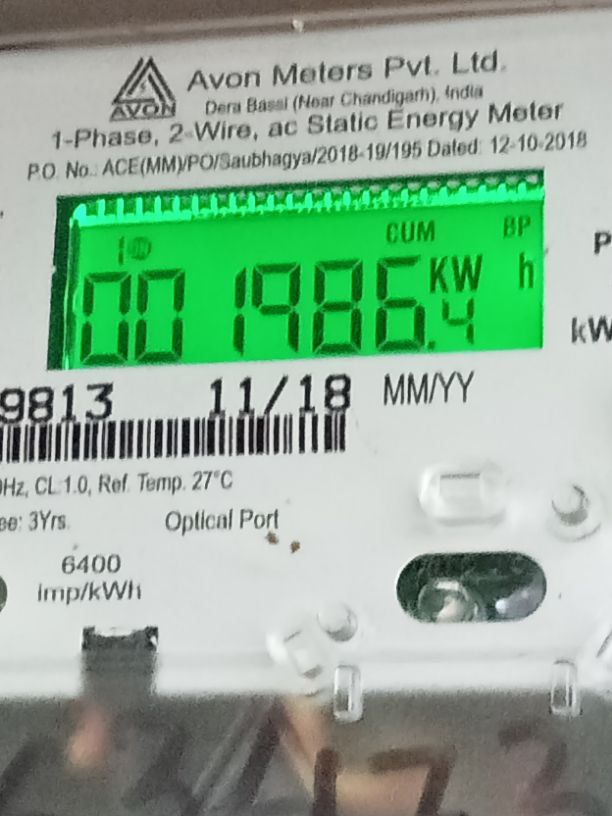 AVON
Avon Meters Pvt. Ltd.
Dera Bassi (Near Chandigarh), India
1-Phase, 2-Wire, ac Static Energy Meter
P.O. No.: ACE(MM)/PO/Saubhagya/2018-19/195 Dated: 12-10-2018
CUM BP
001986.4 KW h
P
kW
9813 11/18 MM/YY
Hz, CL 1.0, Ref. Temp. 27°C
ee: 3Yrs. Optical Port
6400
imp/kWh